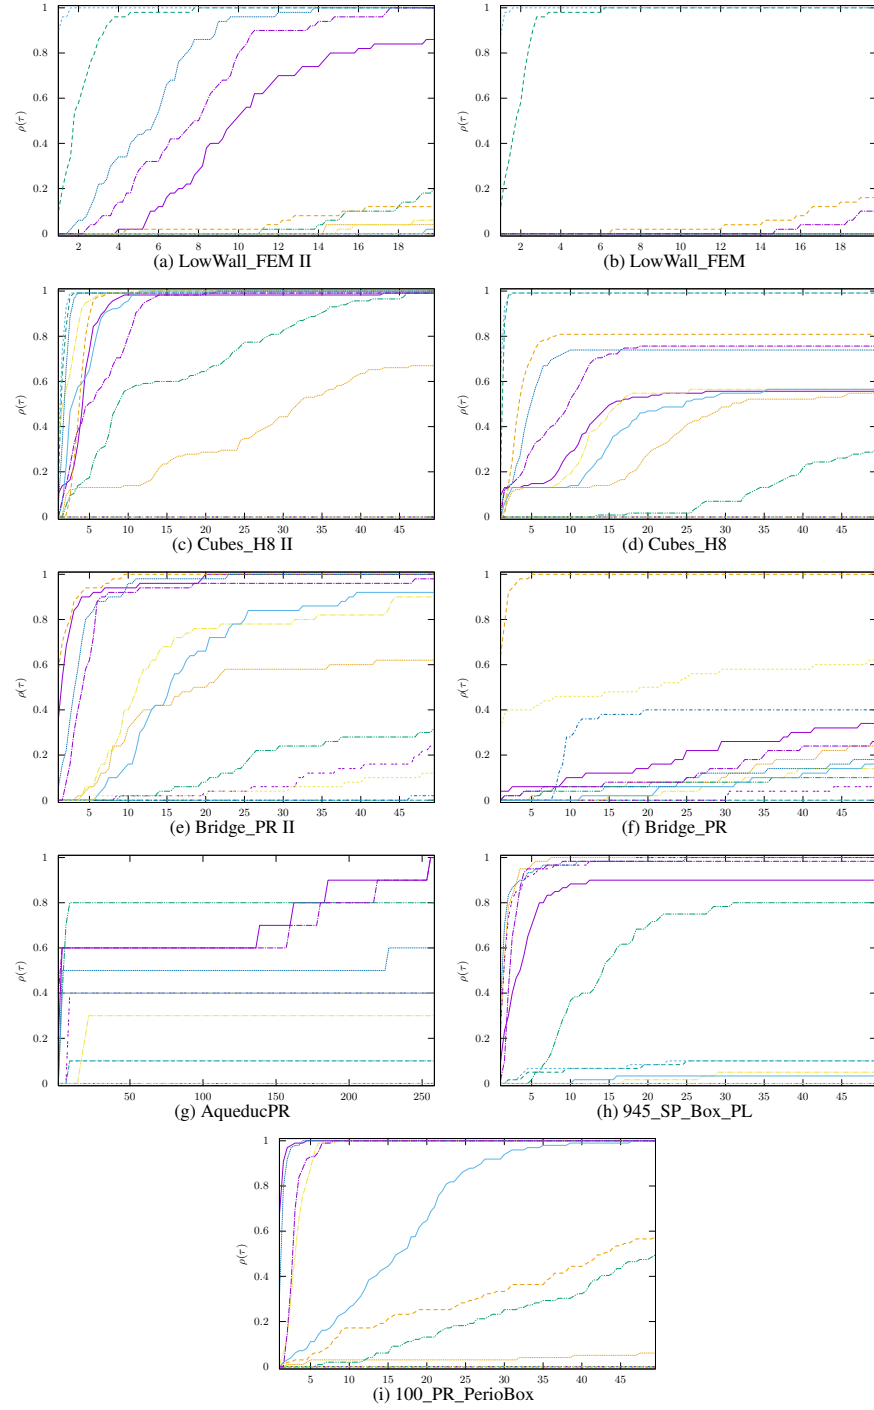 1
0.8
0.6
ρ(τ)
0.4
0.2
0
2 4 6 8 10 12 14 16 18
(a) LowWall_FEM II
1
0.8
0.6
ρ(τ)
0.4
0.2
0
2 4 6 8 10 12 14 16 18
(b) LowWall_FEM
1
0.8
0.6
ρ(τ)
0.4
0.2
0
5 10 15 20 25 30 35 40 45
(c) Cubes_H8 II
1
0.8
0.6
ρ(τ)
0.4
0.2
0
5 10 15 20 25 30 35 40 45
(d) Cubes_H8
1
0.8
0.6
ρ(τ)
0.4
0.2
0
5 10 15 20 25 30 35 40 45
(e) Bridge_PR II
1
0.8
0.6
ρ(τ)
0.4
0.2
0
5 10 15 20 25 30 35 40 45
(f) Bridge_PR
1
0.8
0.6
ρ(τ)
0.4
0.2
0
50 100 150 200 250
(g) AqueducPR
1
0.8
0.6
ρ(τ)
0.4
0.2
0
5 10 15 20 25 30 35 40 45
(h) 945_SP_Box_PL
1
0.8
0.6
ρ(τ)
0.4
0.2
0
5 10 15 20 25 30 35 40 45
(i) 100_PR_PerioBox